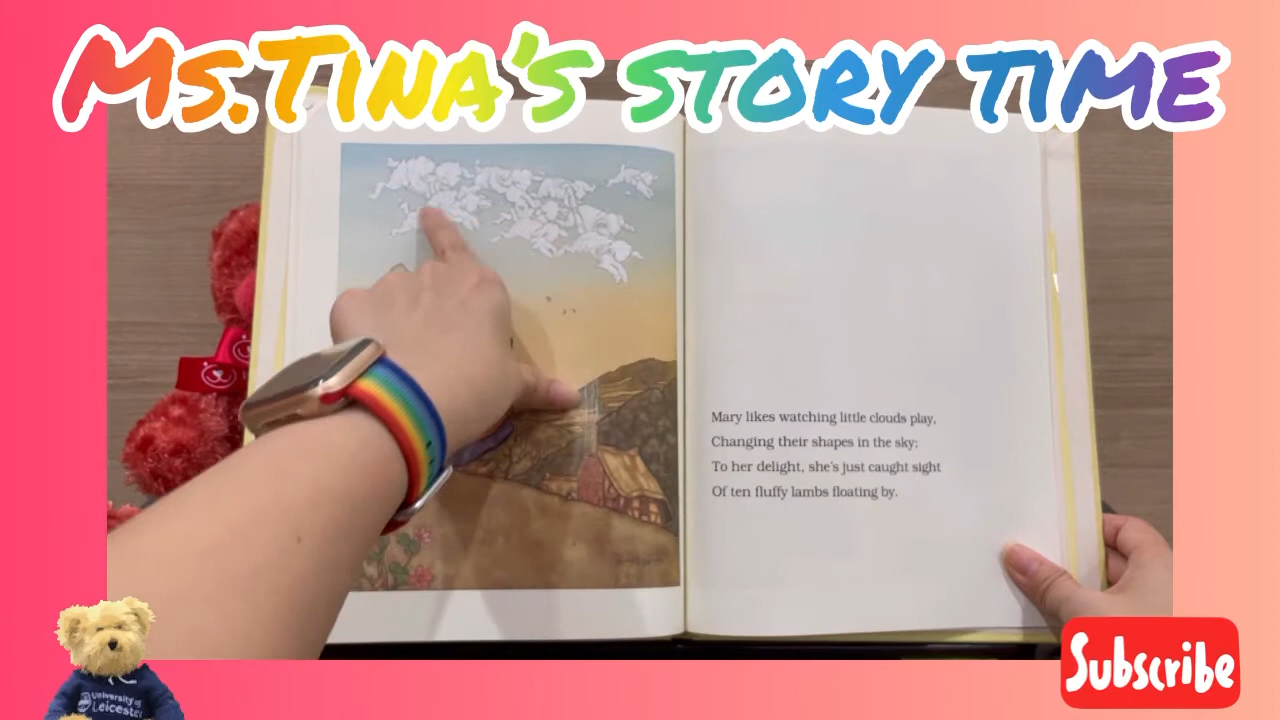 Ms.Tina's story time
Mary likes watching little clouds play,
Changing their shapes in the sky;
To her delight, she's just caught sight
Of ten fluffy lambs floating by.
University of
Leicester
Subscribe